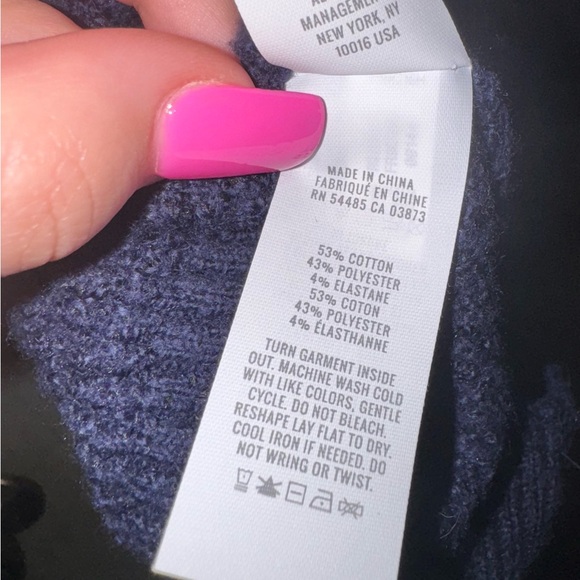 MANAGEMENT
NEW YORK, NY
10016 USA
MADE IN CHINA
FABRIQUÉ EN CHINE
RN 54485 CA 03873
53% COTTON
43% POLYESTER
4% ELASTANE
53% COTON
43% POLYESTER
4% ÉLASTHANNE
TURN GARMENT INSIDE
OUT. MACHINE WASH COLD
WITH LIKE COLORS, GENTLE
CYCLE. DO NOT BLEACH.
RESHAPE LAY FLAT TO DRY.
COOL IRON IF NEEDED. DO
NOT WRING OR TWIST.